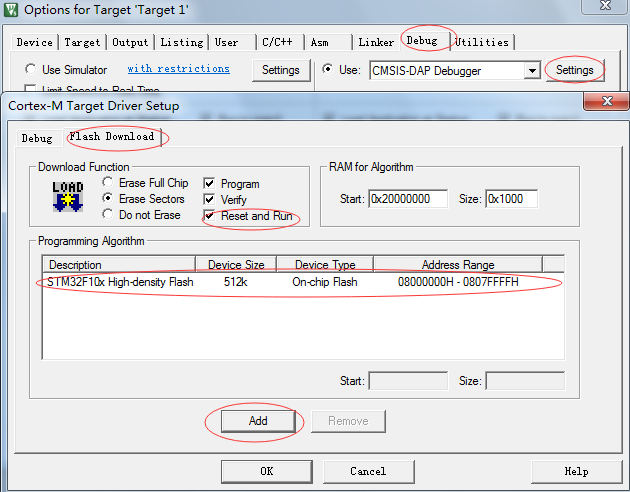 Options for Target 'Target 1'
Device Target Output Listing User C/C++ Asm Linker Debug Utilities
Use Simulator with restrictions Settings Use: CMSIS-DAP Debugger Settings
Limit Speed to Real-Time
Cortex-M Target Driver Setup
Debug Flash Download
Download Function RAM for Algorithm
LOAD Erase Full Chip Program
Erase Sectors Verify Start: 0x20000000 Size: 0x1000
Do not Erase Reset and Run
Programming Algorithm
Description Device Size Device Type Address Range
STM32F10x High-density Flash 512k On-chip Flash 08000000H - 0807FFFFH
Start: Size:
Add Remove
OK Cancel Help